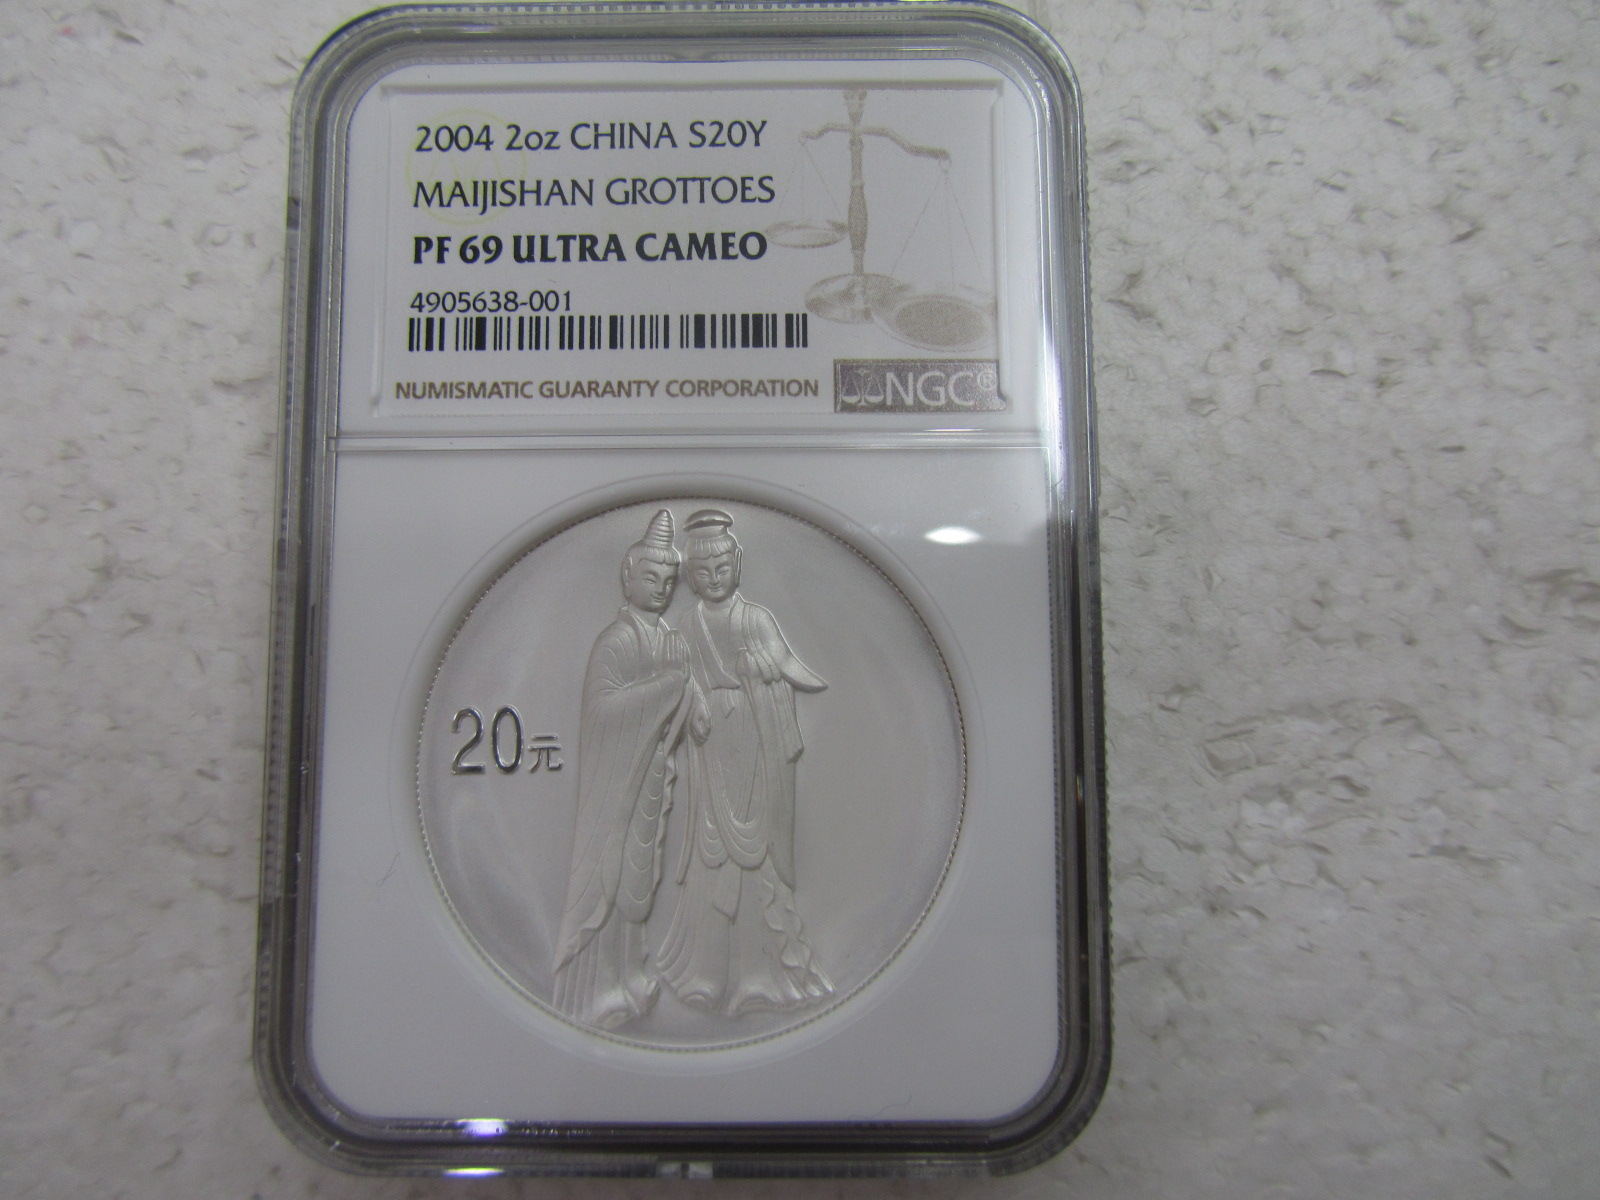 2004 2oz CHINA S20Y
MAIJISHAN GROTTOES
PF 69 ULTRA CAMEO
4905638-001
NUMISMATIC GUARANTY CORPORATION NGC®
20元